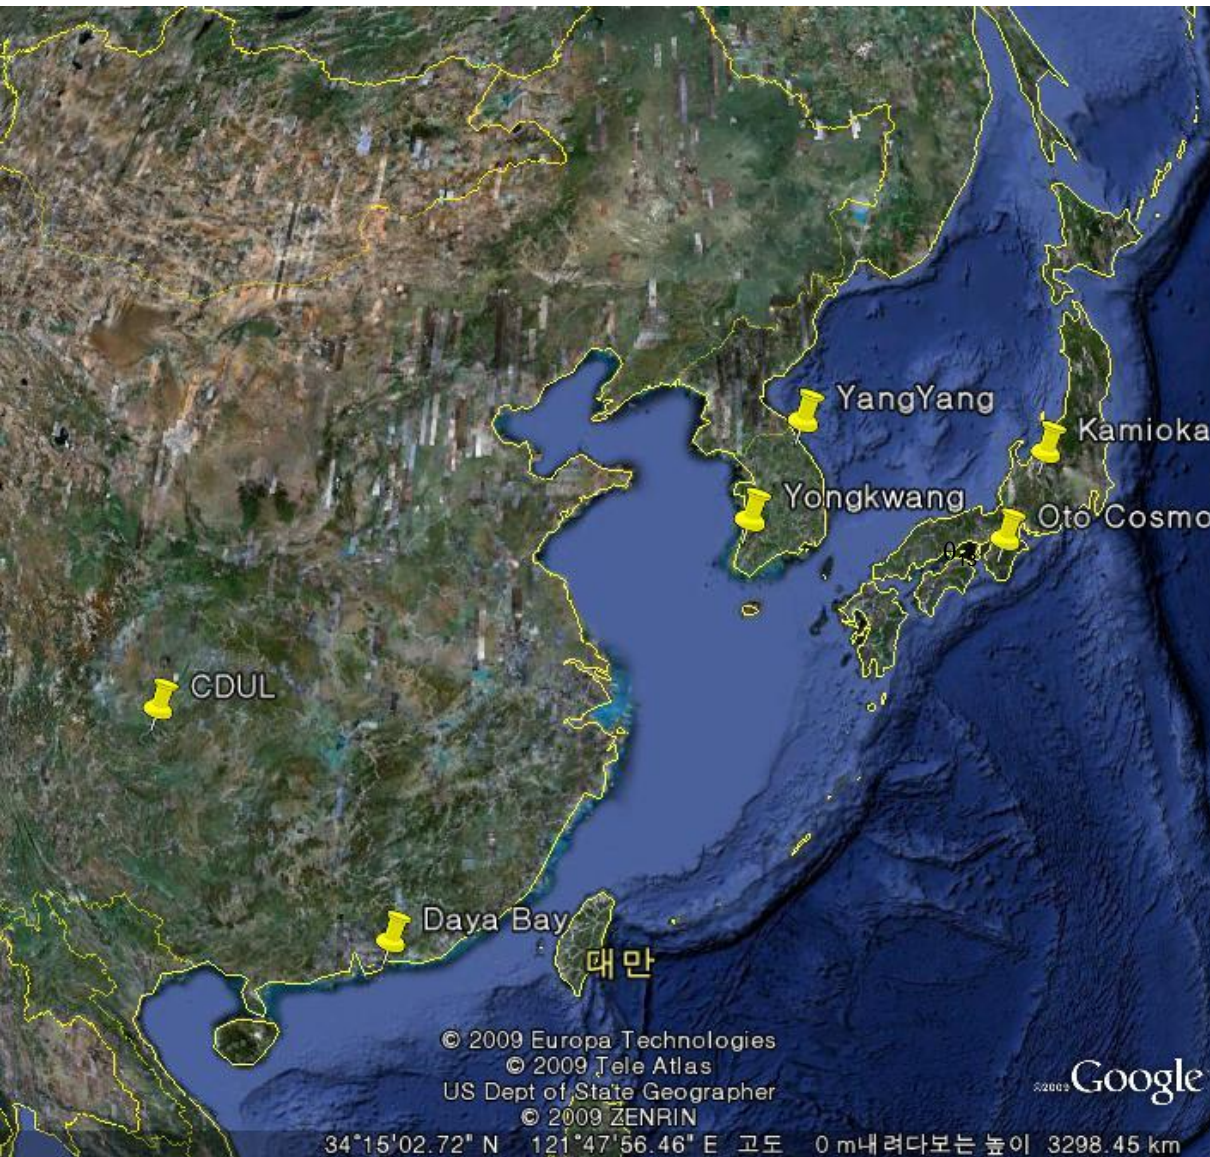 YangYang
Kamioka
Yongkwang
Oto Cosmo
CDUL
Daya Bay
대만
© 2009 Europa Technologies
© 2009 Tele Atlas
US Dept of State Geographer
© 2009 ZENRIN
©2009 Google
34°15'02.72" N 121°47'56.46" E 고도 0 m내려다보는 높이 3298.45 km